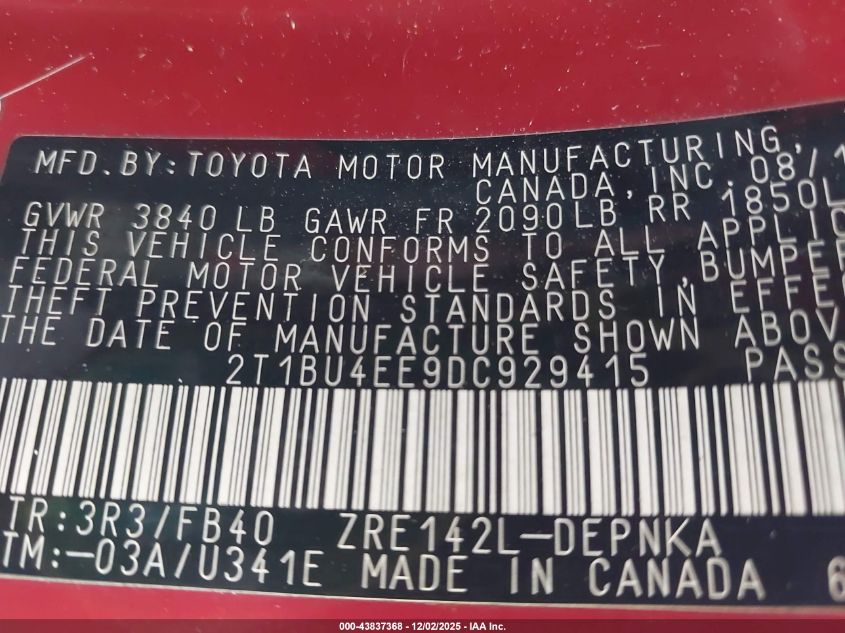 MFD.BY:TOYOTA MOTOR MANUFACTURING,
CANADA, INC. 08/1
GVWR 3840 LB GAWR FR 2090LB RR 1850L
THIS VEHICLE CONFORMS TO ALL APPLIC
FEDERAL MOTOR VEHICLE SAFETY,BUMPER
THEFT PREVENTION STANDARDS IN EFFE
THE DATE OF MANUFACTURE SHOWN ABOV
2T1BU4EE9DC929415 PASS
TR:3R3/FB40 ZRE142L-DEPNKA
TM:-03A/U341E MADE IN CANADA 6
000-43837368 - 12/02/2025 - IAA Inc.